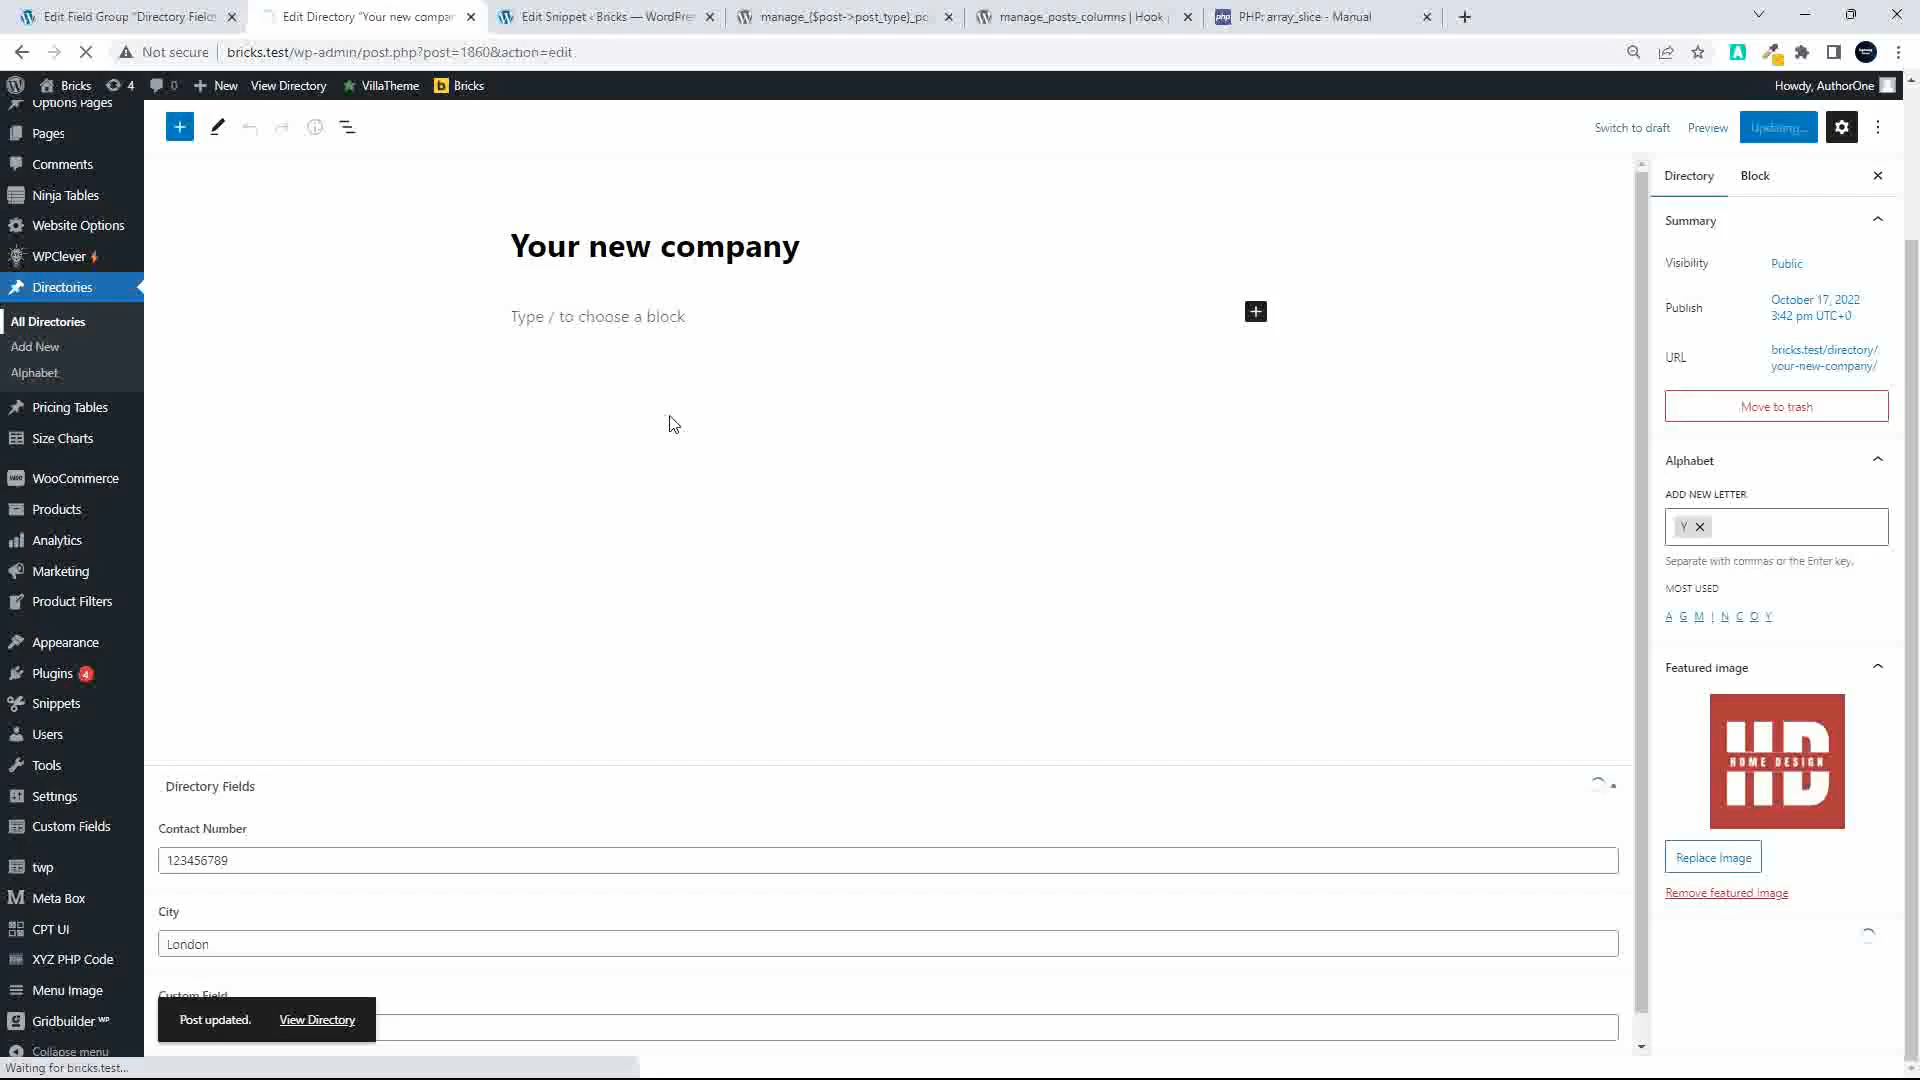 Edit Field Group "Directory Fields
Edit Directory "Your new compan
Edit Snippet ‹ Bricks — WordPre
manage_{$post->post_type}_po
manage_posts_columns | Hook
php PHP: array_slice - Manual
Not secure bricks.test/wp-admin/post.php?post=1860&action=edit
Bricks 4 0 New View Directory VillaTheme b Bricks Howdy, AuthorOne
Options Pages
Pages
Comments
Ninja Tables
Website Options
WPClever
Directories
All Directories
Add New
Alphabet
Pricing Tables
Size Charts
WooCommerce
Products
Analytics
Marketing
Product Filters
Appearance
Plugins 4
Snippets
Users
Tools
Settings
Custom Fields
twp
Meta Box
CPT UI
XYZ PHP Code
Menu Image
Gridbuilder WP
Collapse menu
Waiting for bricks.test...
Switch to draft Preview Updating...
Your new company
Type / to choose a block
Directory Fields
Contact Number
123456789
City
London
Custom Field
Post updated. View Directory
Directory Block
Summary
Visibility Public
Publish October 17, 2022
3:42 pm UTC+0
URL bricks.test/directory/
your-new-company/
Move to trash
Alphabet
ADD NEW LETTER
Y
Separate with commas or the Enter key.
MOST USED
A G M I N C O Y
Featured image
HD
HOME DESIGN
Replace Image
Remove featured image